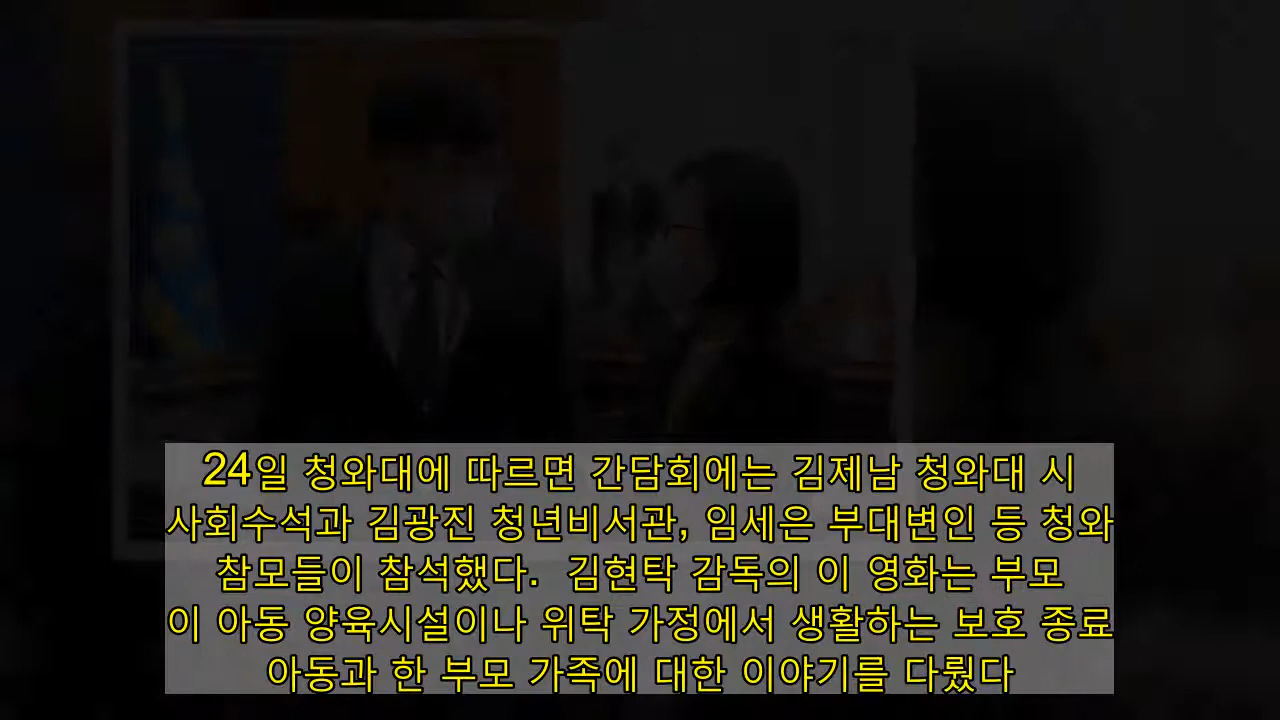 24일 청와대에 따르면 간담회에는 김제남 청와대 시
사회수석과 김광진 청년비서관, 임세은 부대변인 등 청와
참모들이 참석했다.  김현탁 감독의 이 영화는 부모
이 아동 양육시설이나 위탁 가정에서 생활하는 보호 종료
아동과 한 부모 가족에 대한 이야기를 다뤘다